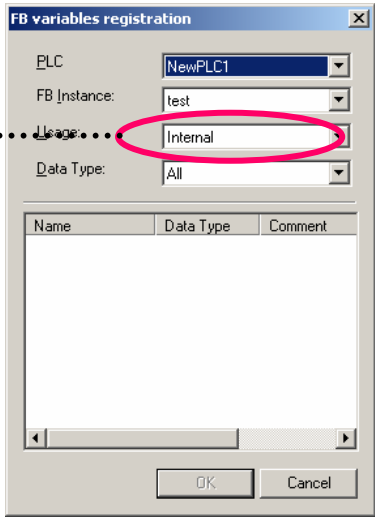 FB variables registration
PLC NewPLC1
FB Instance: test
Usage: Internal
Data Type: All
Name Data Type Comment
OK Cancel